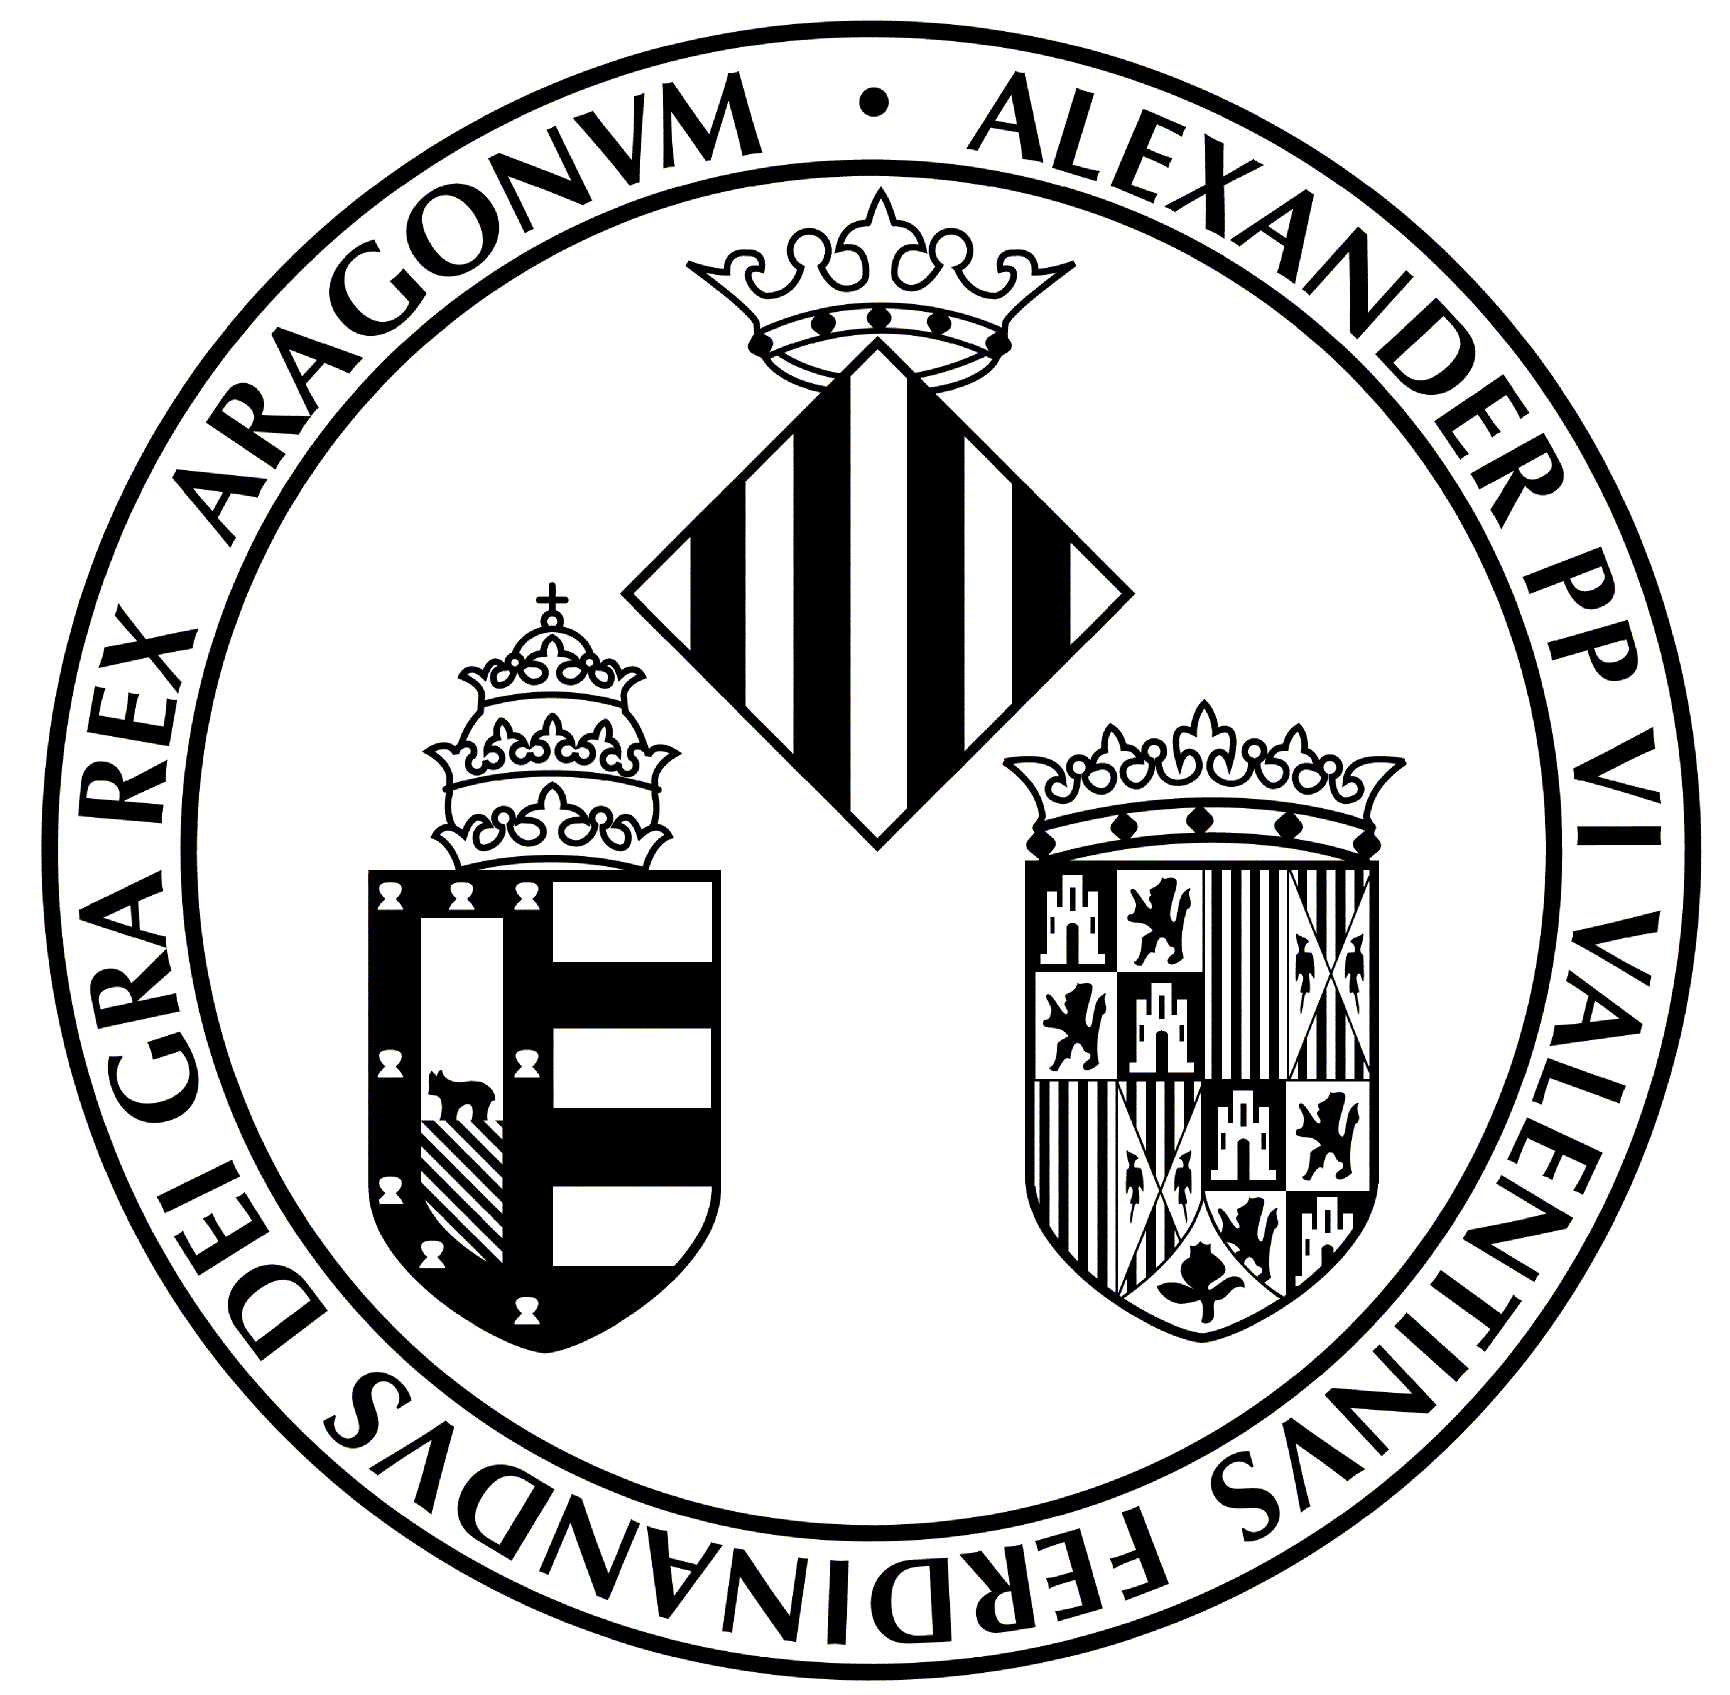 • ALEXANDER PP VI VALENTINVS FERDINANDVS DEI GRA REX ARAGONVM